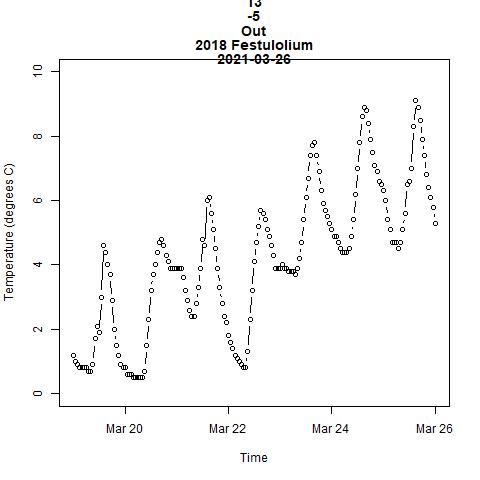 13
-5
Out
2018 Festulolium
2021-03-26
Temperature (degrees C)
10
8
6
4
2
0
Mar 20
Mar 22
Mar 24
Mar 26
Time